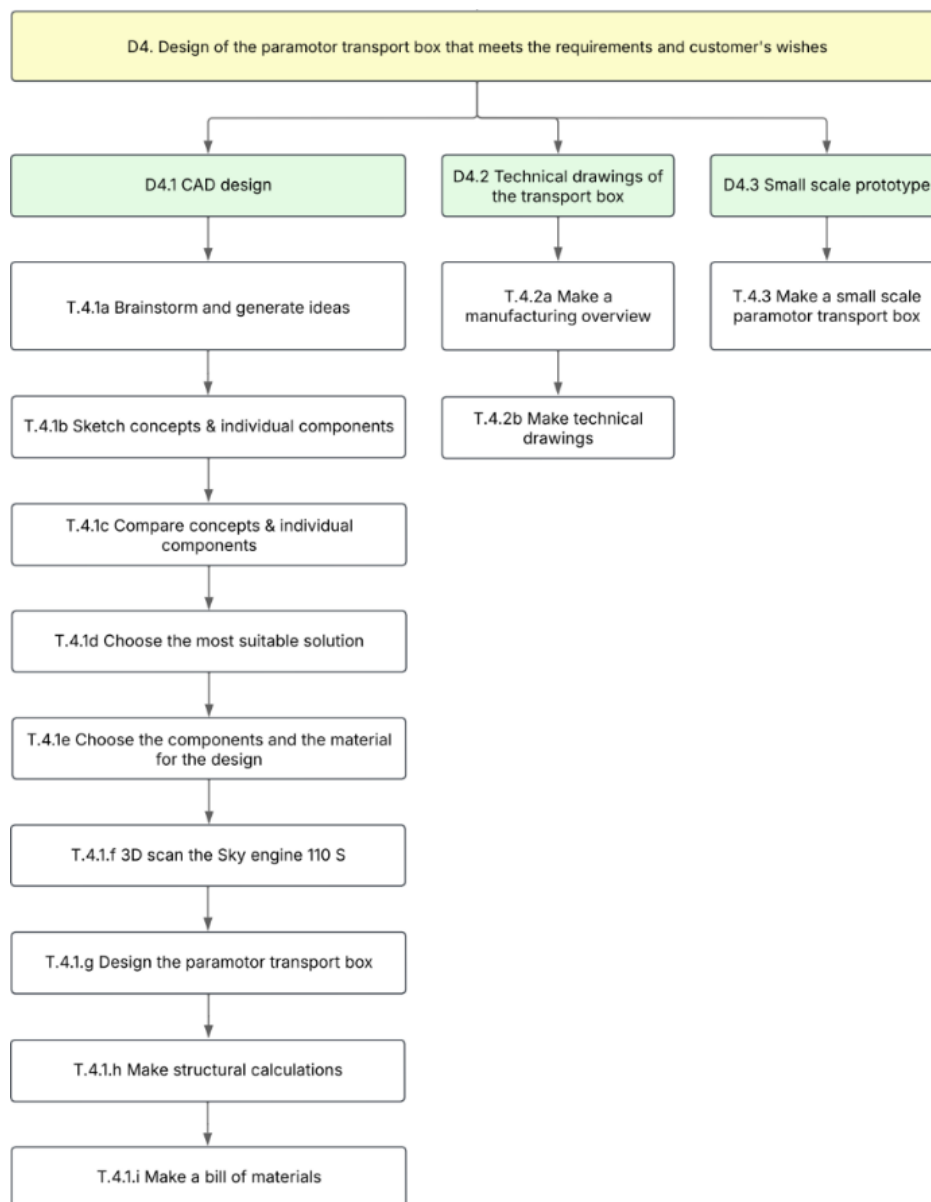 D4. Design of the paramotor transport box that meets the requirements and customer's wishes
D4.1 CAD design
D4.2 Technical drawings of
the transport box
D4.3 Small scale prototype
T.4.1a Brainstorm and generate ideas
T.4.2a Make a
manufacturing overview
T.4.3 Make a small scale
paramotor transport box
T.4.1b Sketch concepts & individual components
T.4.2b Make technical
drawings
T.4.1c Compare concepts & individual
components
T.4.1d Choose the most suitable solution
T.4.1e Choose the components and the material
for the design
T.4.1.f 3D scan the Sky engine 110 S
T.4.1.g Design the paramotor transport box
T.4.1.h Make structural calculations
T.4.1.i Make a bill of materials